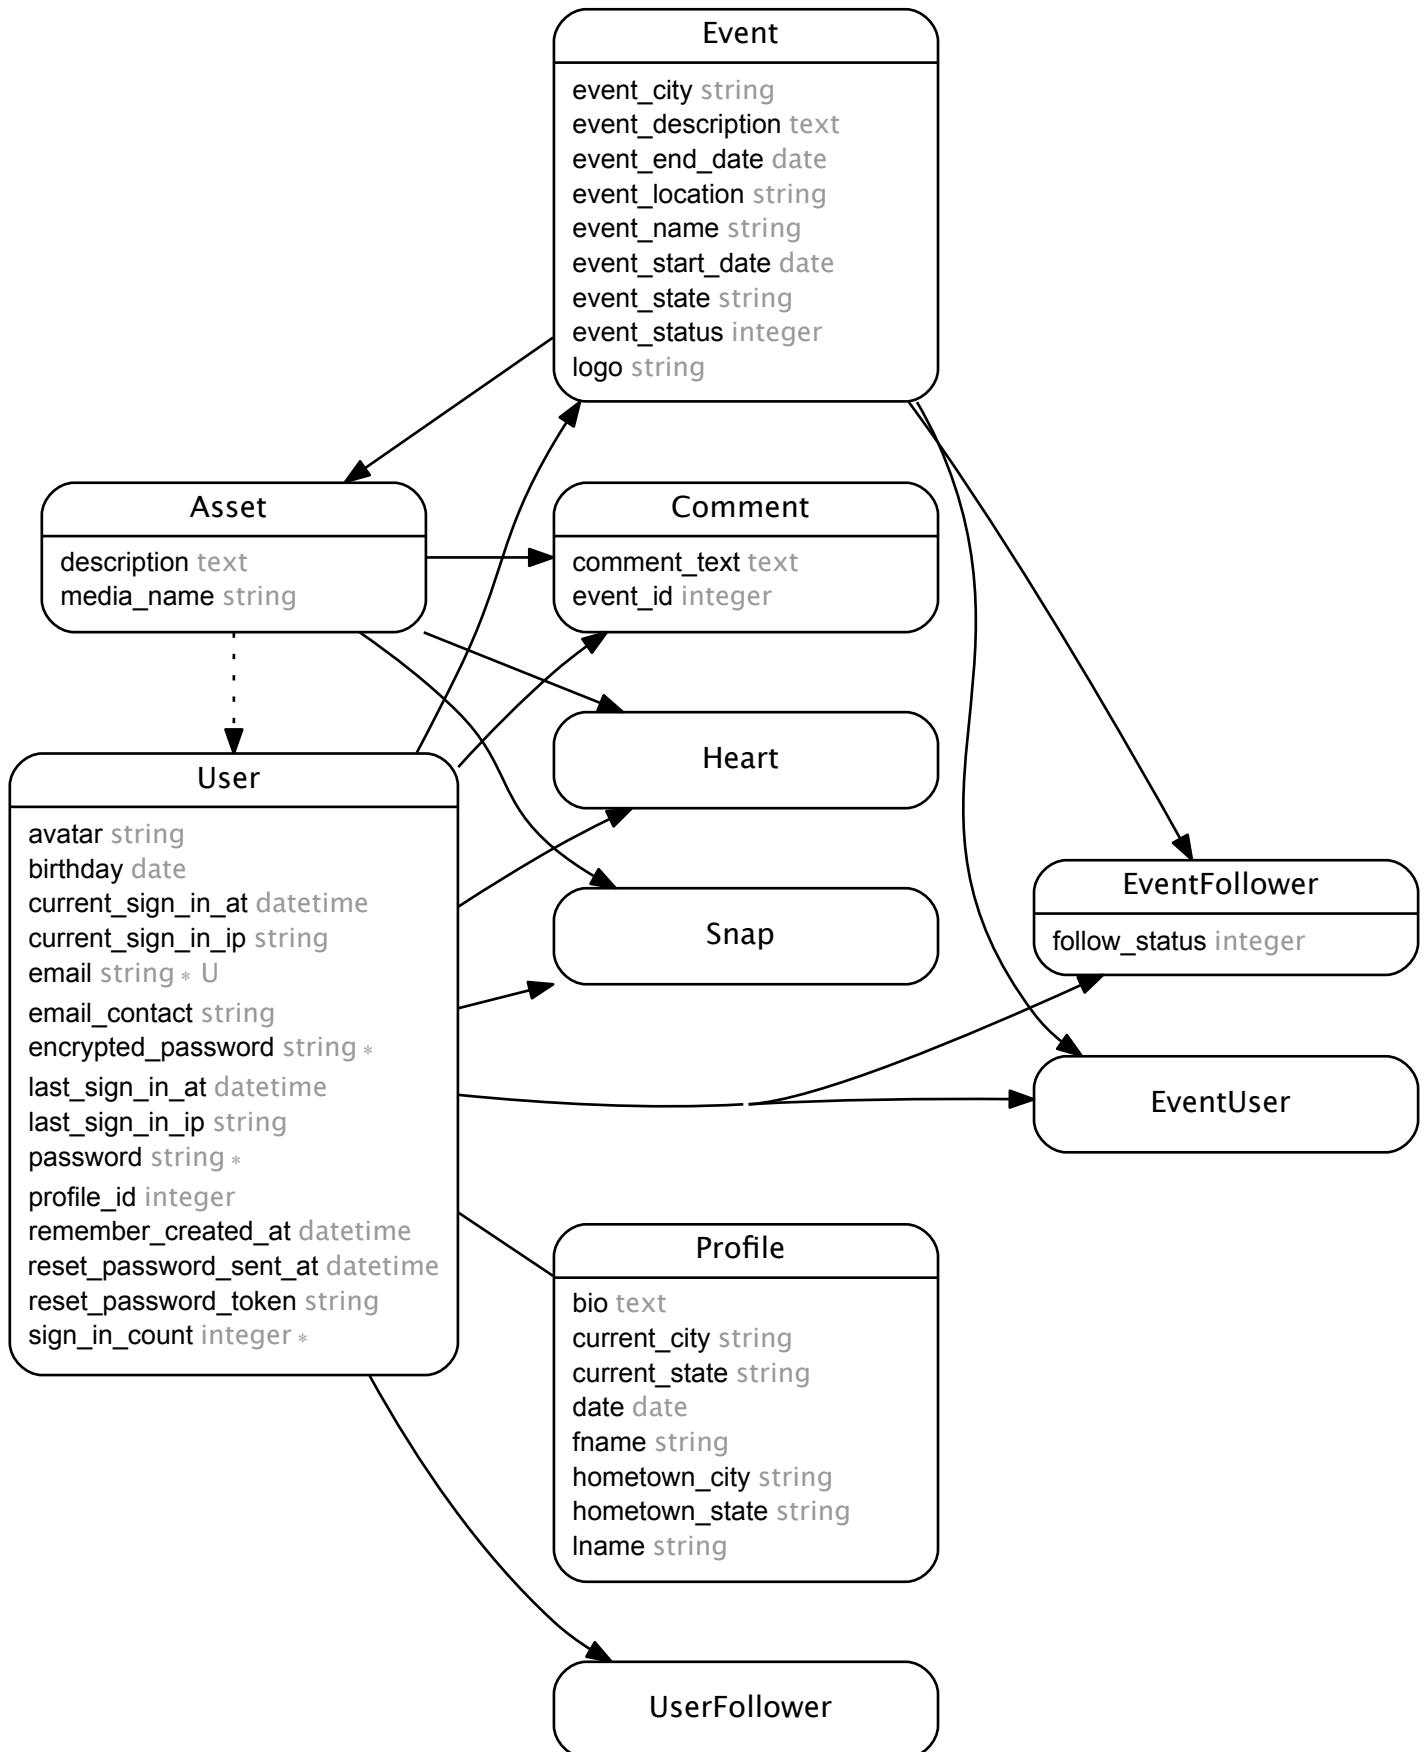 Event
event_city string
event_description text
event_end_date date
event_location string
event_name string
event_start_date date
event_state string
event_status integer
logo string
Asset
description text
media_name string
Comment
comment_text text
event_id integer
Heart
User
avatar string
birthday date
current_sign_in_at datetime
current_sign_in_ip string
email string * U
email_contact string
encrypted_password string *
last_sign_in_at datetime
last_sign_in_ip string
password string *
profile_id integer
remember_created_at datetime
reset_password_sent_at datetime
reset_password_token string
sign_in_count integer *
Snap
EventFollower
follow_status integer
EventUser
Profile
bio text
current_city string
current_state string
date date
fname string
hometown_city string
hometown_state string
lname string
UserFollower